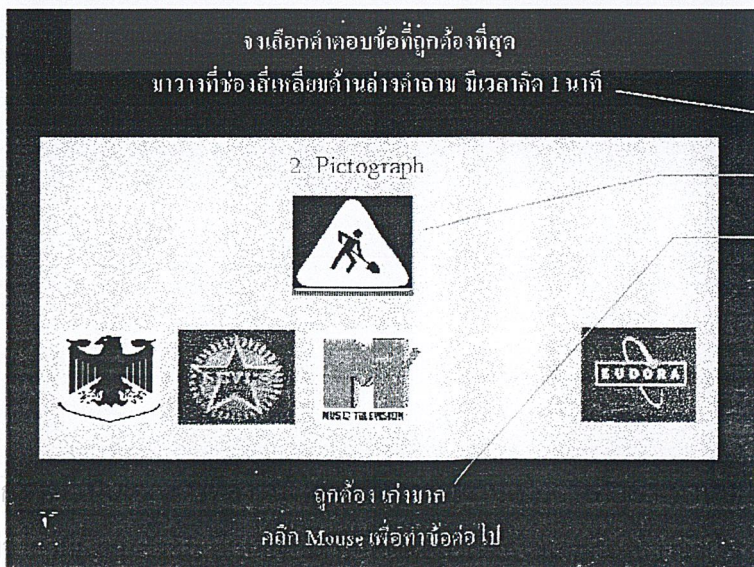 จงเลือกคำตอบข้อที่ถูกต้องที่สุด
มาวางที่ช่องสี่เหลี่ยมด้านล่างคำถาม มีเวลาคิด 1 นาที
2. Pictograph
MUSIC TELEVISION
EUDORA
ถูกต้อง เก่งมาก
คลิก Mouse เพื่อทำข้อต่อไป